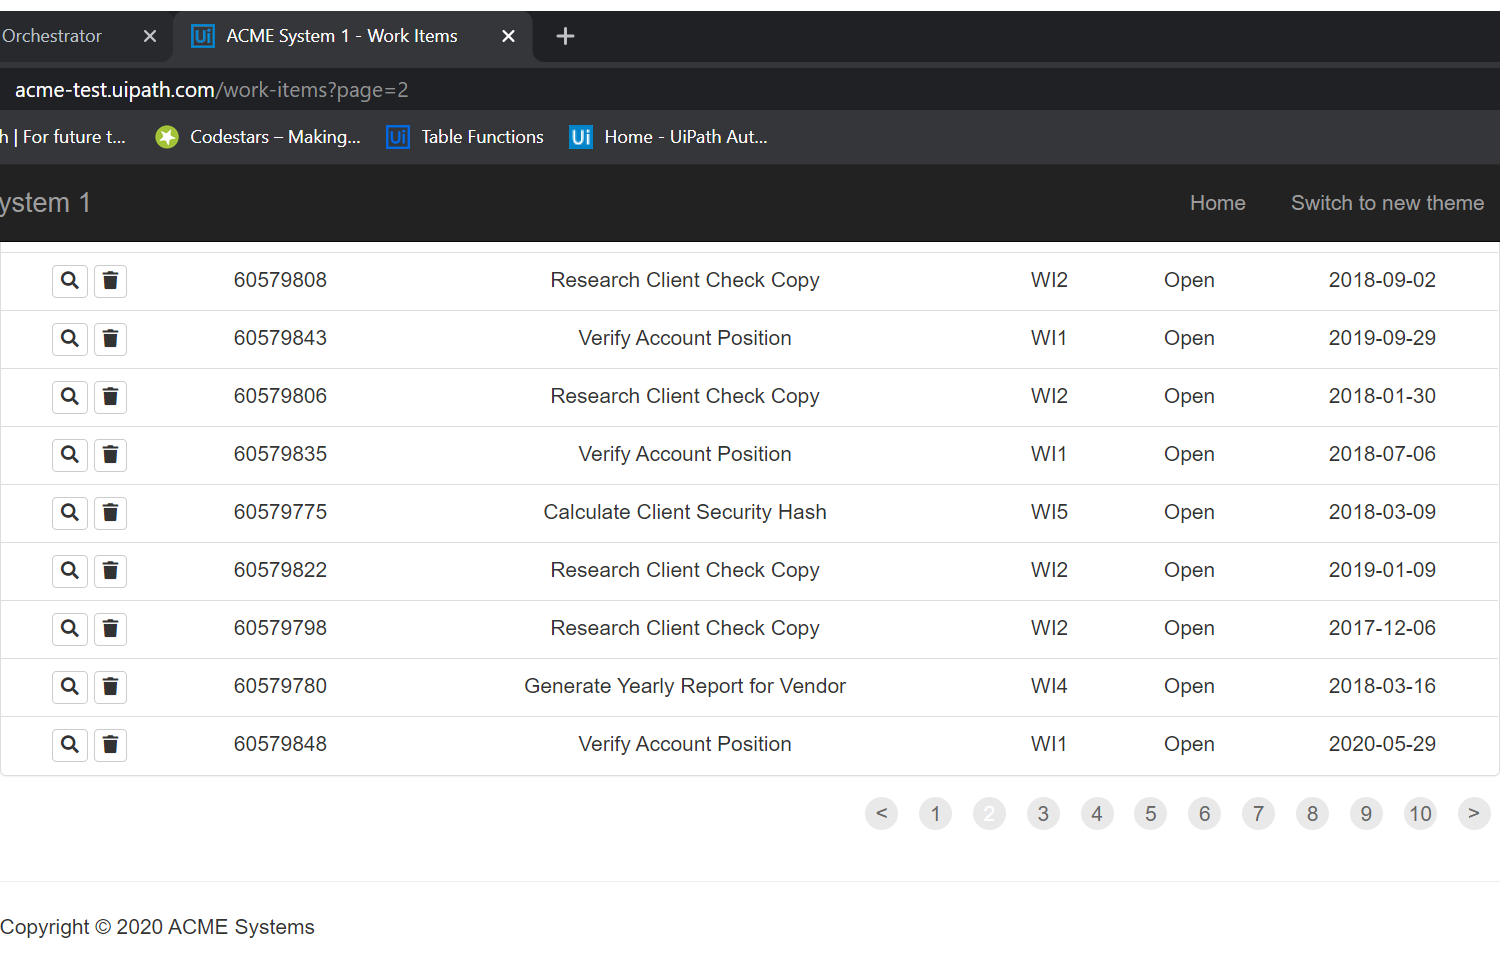 Orchestrator
Ui ACME System 1 - Work Items
acme-test.uipath.com/work-items?page=2
h | For future t... Codestars – Making... Ui Table Functions Ui Home - UiPath Aut...
ystem 1 Home Switch to new theme
60579808 Research Client Check Copy WI2 Open 2018-09-02
60579843 Verify Account Position WI1 Open 2019-09-29
60579806 Research Client Check Copy WI2 Open 2018-01-30
60579835 Verify Account Position WI1 Open 2018-07-06
60579775 Calculate Client Security Hash WI5 Open 2018-03-09
60579822 Research Client Check Copy WI2 Open 2019-01-09
60579798 Research Client Check Copy WI2 Open 2017-12-06
60579780 Generate Yearly Report for Vendor WI4 Open 2018-03-16
60579848 Verify Account Position WI1 Open 2020-05-29
< 1 2 3 4 5 6 7 8 9 10 >
Copyright © 2020 ACME Systems